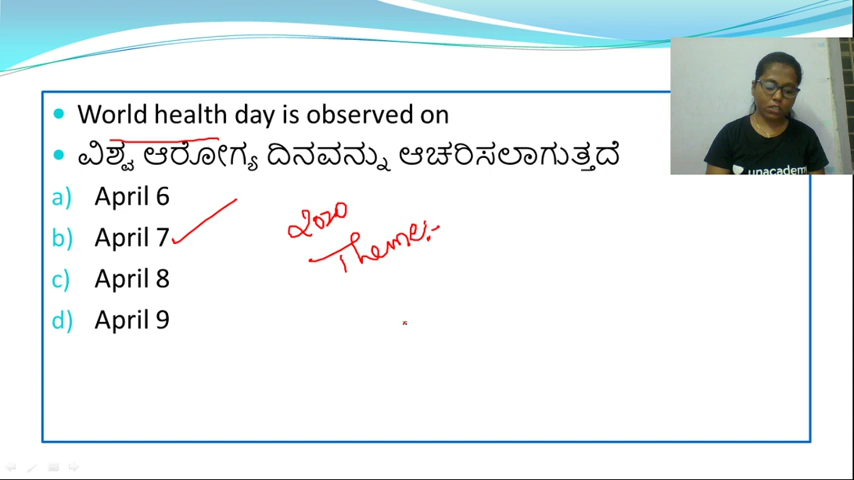 World health day is observed on
ವಿಶ್ವ ಆರೋಗ್ಯ ದಿನವನ್ನು ಆಚರಿಸಲಾಗುತ್ತದೆ
a) April 6
b) April 7
c) April 8
d) April 9
2020
Theme:-
unacademy